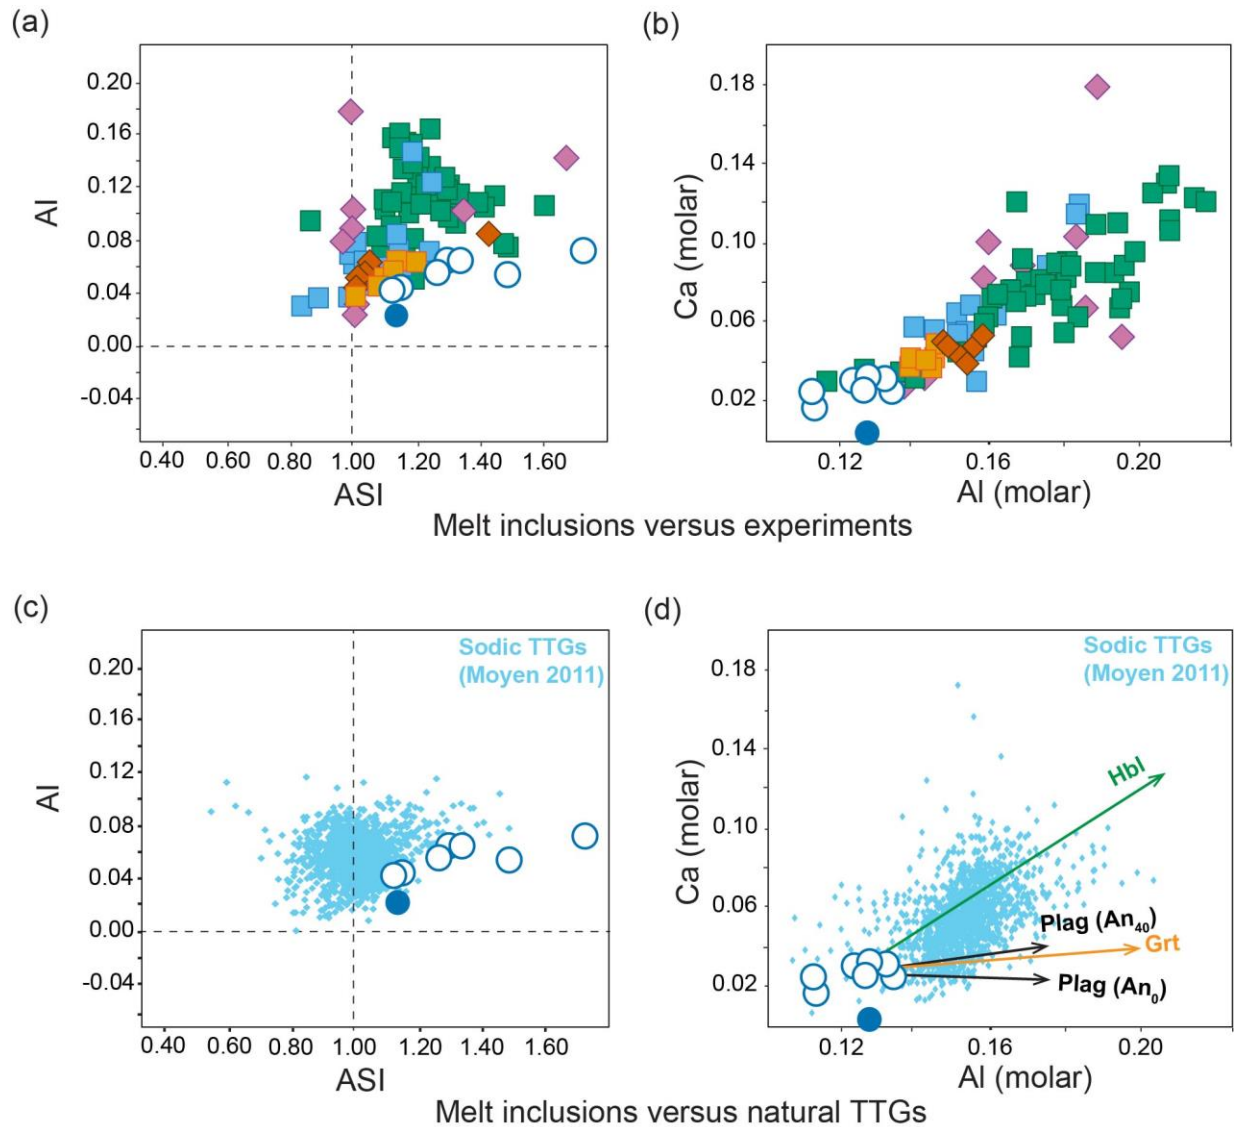 (a)
0.20
0.16
0.12
0.08
0.04
0.00
-0.04
AI
0.40 0.60 0.80 1.00 1.20 1.40 1.60
ASI
(b)
0.18
0.14
0.10
0.06
0.02
Ca (molar)
0.12 0.16 0.20
Al (molar)
Melt inclusions versus experiments
(c)
Sodic TTGs
(Moyen 2011)
0.20
0.16
0.12
0.08
0.04
0.00
-0.04
AI
0.40 0.60 0.80 1.00 1.20 1.40 1.60
ASI
(d)
Sodic TTGs
(Moyen 2011)
0.18
0.14
0.10
0.06
0.02
Ca (molar)
Hbl
Plag (An40)
Grt
Plag (An0)
0.12 0.16 0.20
Al (molar)
Melt inclusions versus natural TTGs